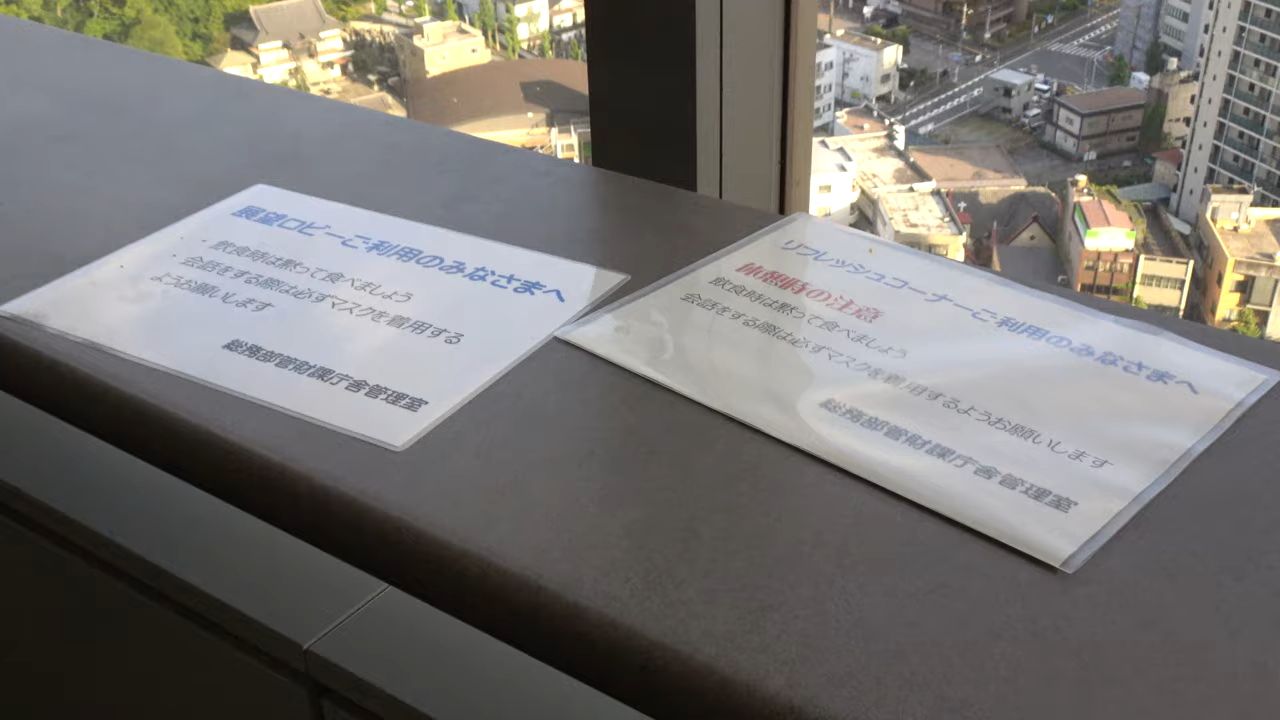 展望ロビーご利用のみなさまへ
・飲食時は黙って食べましょう
・会話をする際は必ずマスクを着用する
ようお願いします
総務部管財課庁舎管理室
リフレッシュコーナーご利用のみなさまへ
休憩時の注意
飲食時は黙って食べましょう
会話をする際は必ずマスクを着用するようお願いします
総務部管財課庁舎管理室